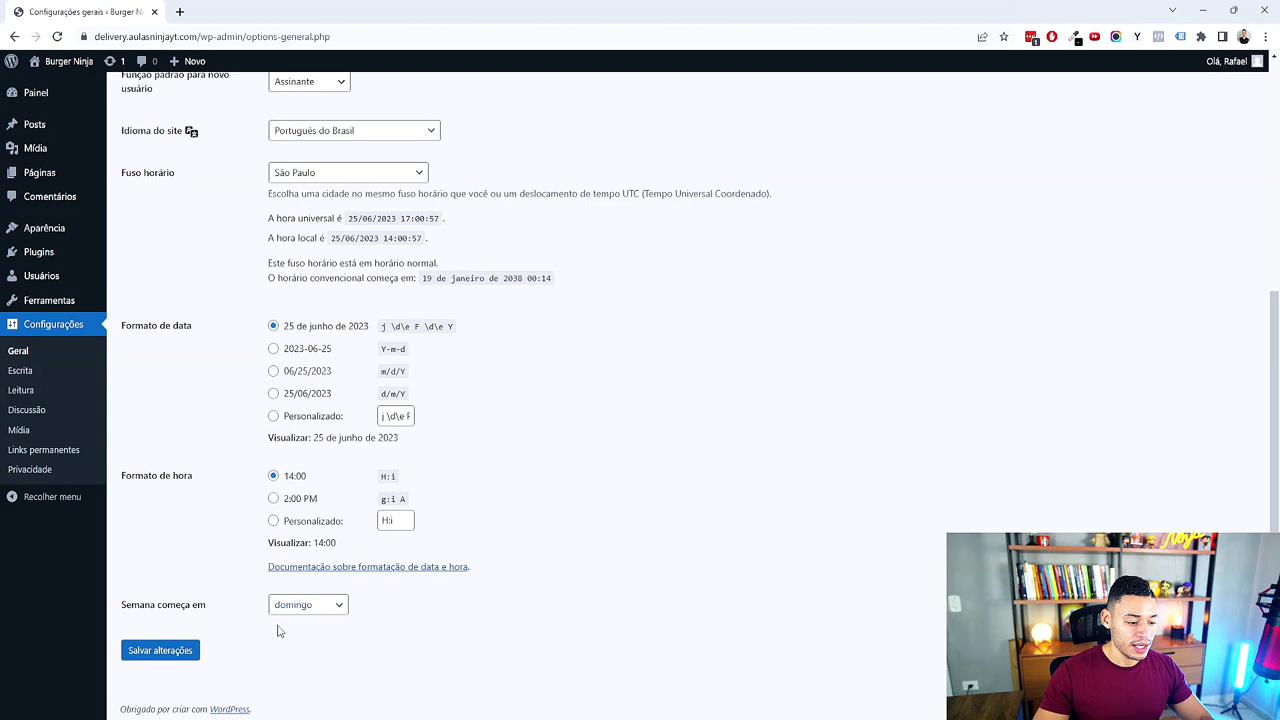 Configurações gerais ‹ Burger Ni
delivery.aulasninjayt.com/wp-admin/options-general.php
1
Burger Ninja
1
0
Novo
Olá, Rafael
Painel
Posts
Mídia
Páginas
Comentários
Aparência
Plugins
Usuários
Ferramentas
Configurações
Geral
Escrita
Leitura
Discussão
Mídia
Links permanentes
Privacidade
Recolher menu
Função padrão para novo
usuário
Assinante
Idioma do site
Português do Brasil
Fuso horário
São Paulo
Escolha uma cidade no mesmo fuso horário que você ou um deslocamento de tempo UTC (Tempo Universal Coordenado).
A hora universal é 25/06/2023 17:00:57.
A hora local é 25/06/2023 14:00:57.
Este fuso horário está em horário normal.
O horário convencional começa em: 19 de janeiro de 2038 00:14
Formato de data
25 de junho de 2023 j \d\e F \d\e Y
2023-06-25 Y-m-d
06/25/2023 m/d/Y
25/06/2023 d/m/Y
Personalizado: j \d\e F
Visualizar: 25 de junho de 2023
Formato de hora
14:00 H:i
2:00 PM g:i A
Personalizado: H:i
Visualizar: 14:00
Documentação sobre formatação de data e hora.
Semana começa em
domingo
Salvar alterações
Obrigado por criar com WordPress.